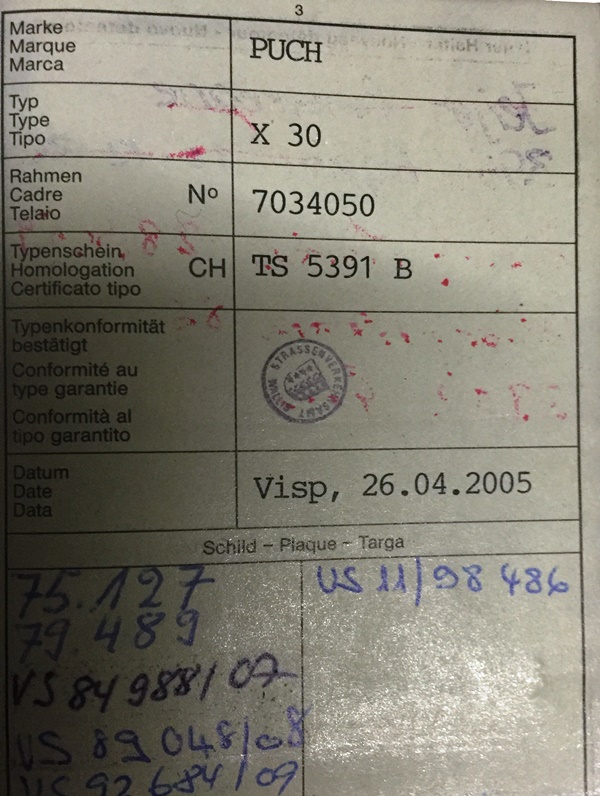 3
Marke
Marque
Marca
PUCH
Typ
Type
Tipo
X 30
Rahmen
Cadre
Telaio
Nº
7034050
Typenschein
Homologation
Certificato tipo
CH
TS 5391 B
Typenkonformität
bestätigt
Conformité au
type garantie
Conformità al
tipo garantito
STRASSENVERKEHRSAMT
Datum
Date
Data
Visp, 26.04.2005
Schild – Plaque – Targa
75.127
79.489
VS 84 988/07
VS 89 048/08
VS 92 684/09
VS 11/98 486